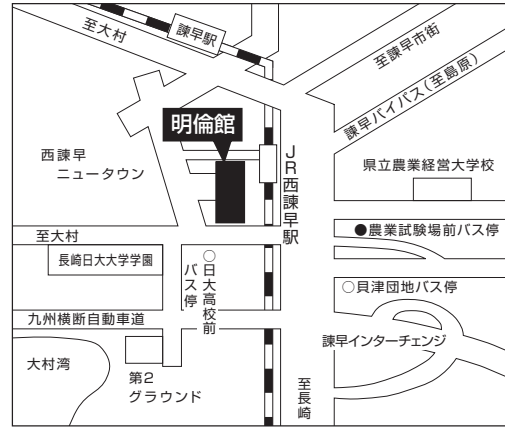 至大村
諫早駅
至諫早市街
諫早バイパス(至島原)
明倫館
JR西諫早駅
西諫早
ニュータウン
県立農業経営大学校
至大村
●農業試験場前バス停
長崎日大大学学園
○日大高校前
バス停
○貝津団地バス停
九州横断自動車道
諫早インターチェンジ
大村湾
第2
グラウンド
至長崎